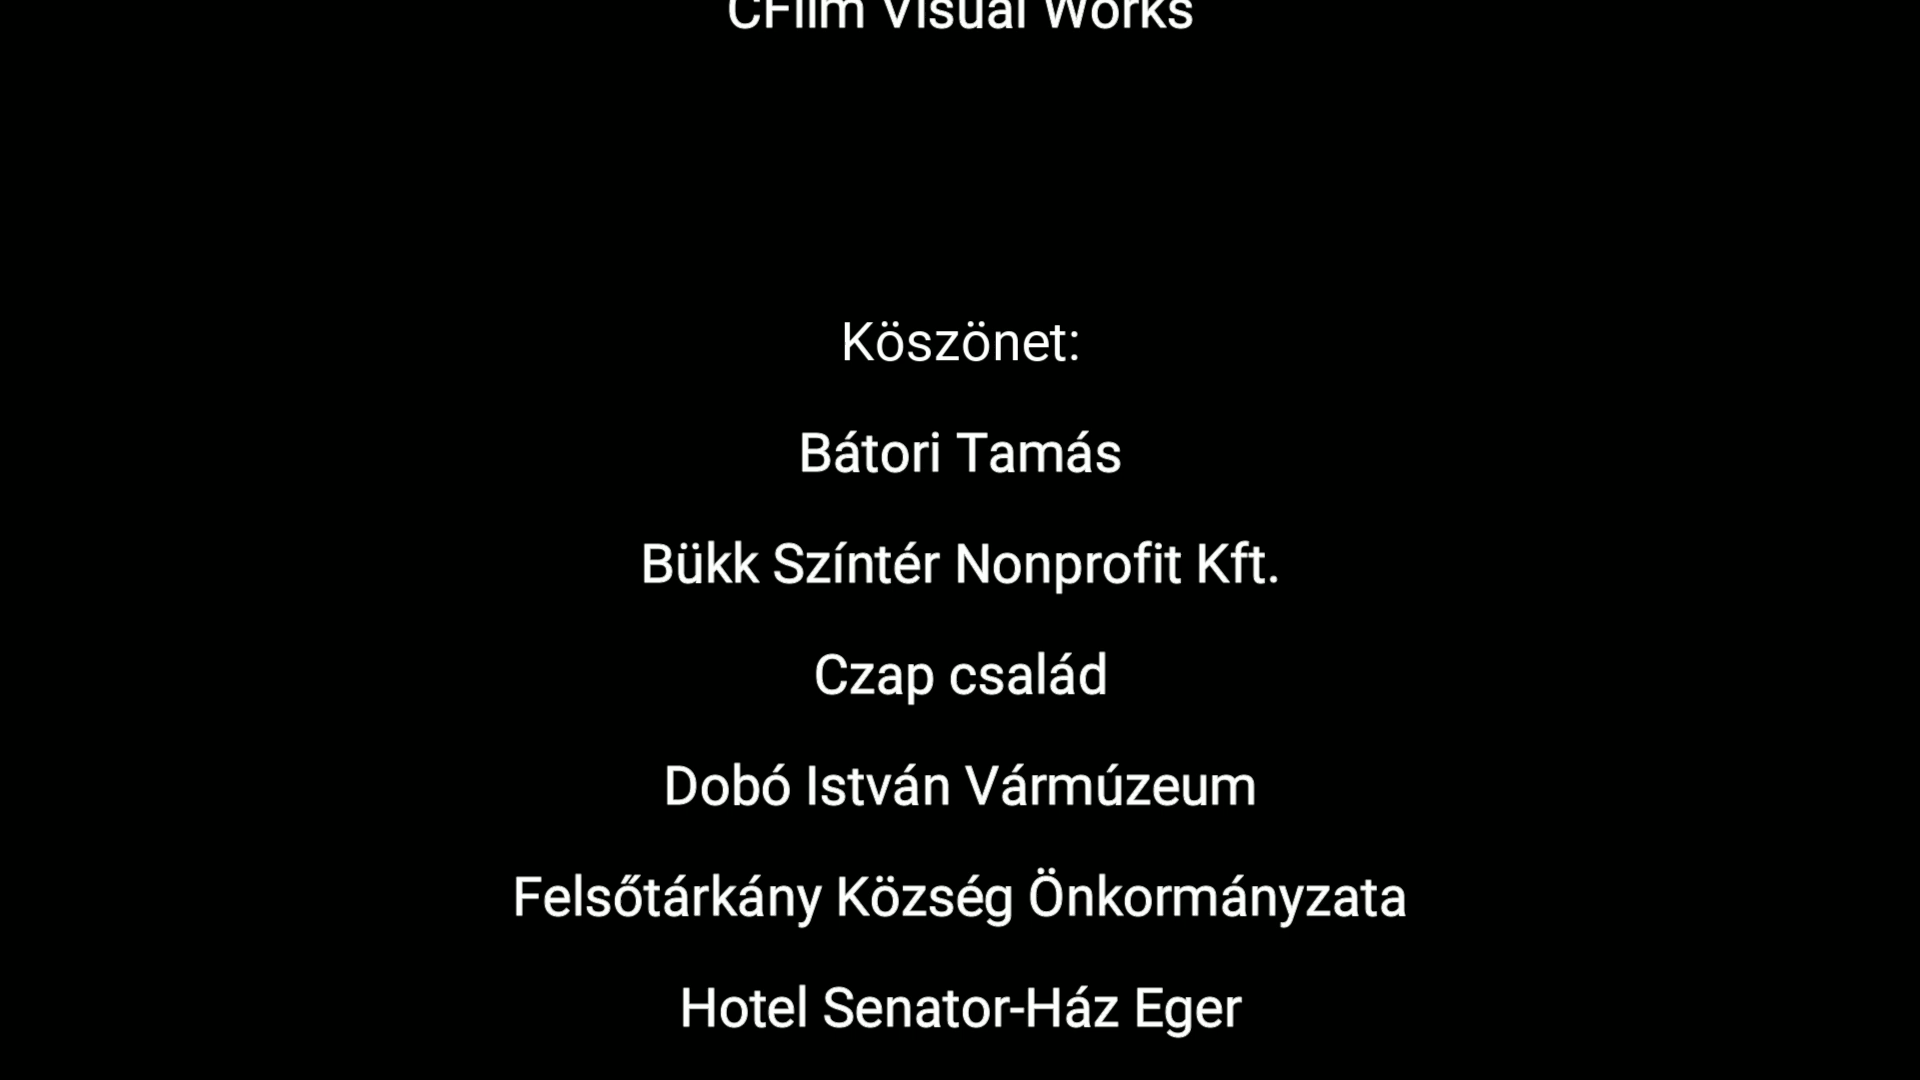 CFilm Visual Works
Köszönet:
Bátori Tamás
Bükk Színtér Nonprofit Kft.
Czap család
Dobó István Vármúzeum
Felsőtárkány Község Önkormányzata
Hotel Senator-Ház Eger